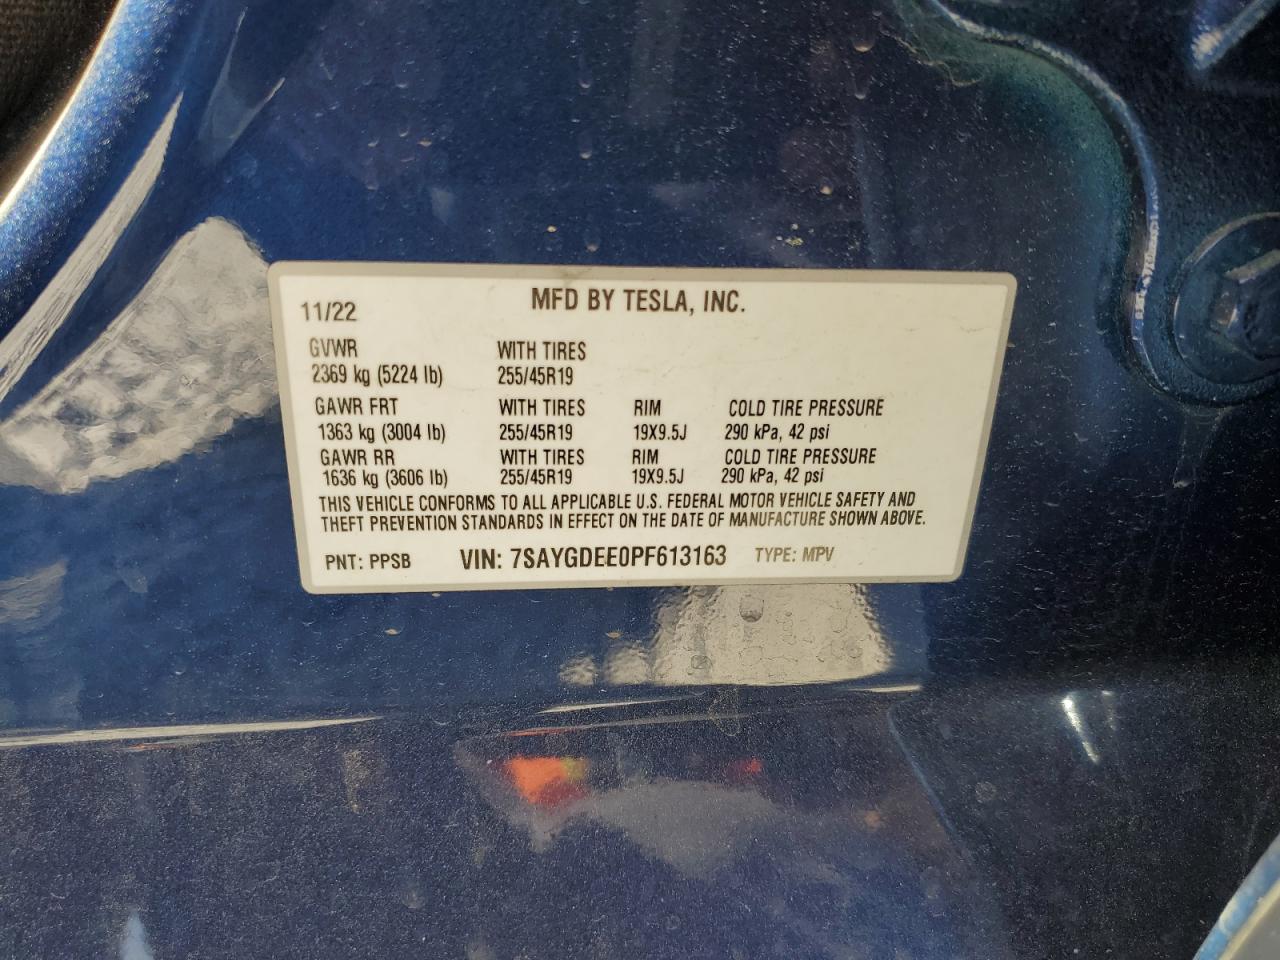 MFD BY TESLA, INC.
11/22
GVWR WITH TIRES
2369 kg (5224 lb) 255/45R19
GAWR FRT WITH TIRES RIM COLD TIRE PRESSURE
1363 kg (3004 lb) 255/45R19 19X9.5J 290 kPa, 42 psi
GAWR RR WITH TIRES RIM COLD TIRE PRESSURE
1636 kg (3606 lb) 255/45R19 19X9.5J 290 kPa, 42 psi
THIS VEHICLE CONFORMS TO ALL APPLICABLE U.S. FEDERAL MOTOR VEHICLE SAFETY AND
THEFT PREVENTION STANDARDS IN EFFECT ON THE DATE OF MANUFACTURE SHOWN ABOVE.
PNT: PPSB VIN: 7SAYGDEE0PF613163 TYPE: MPV